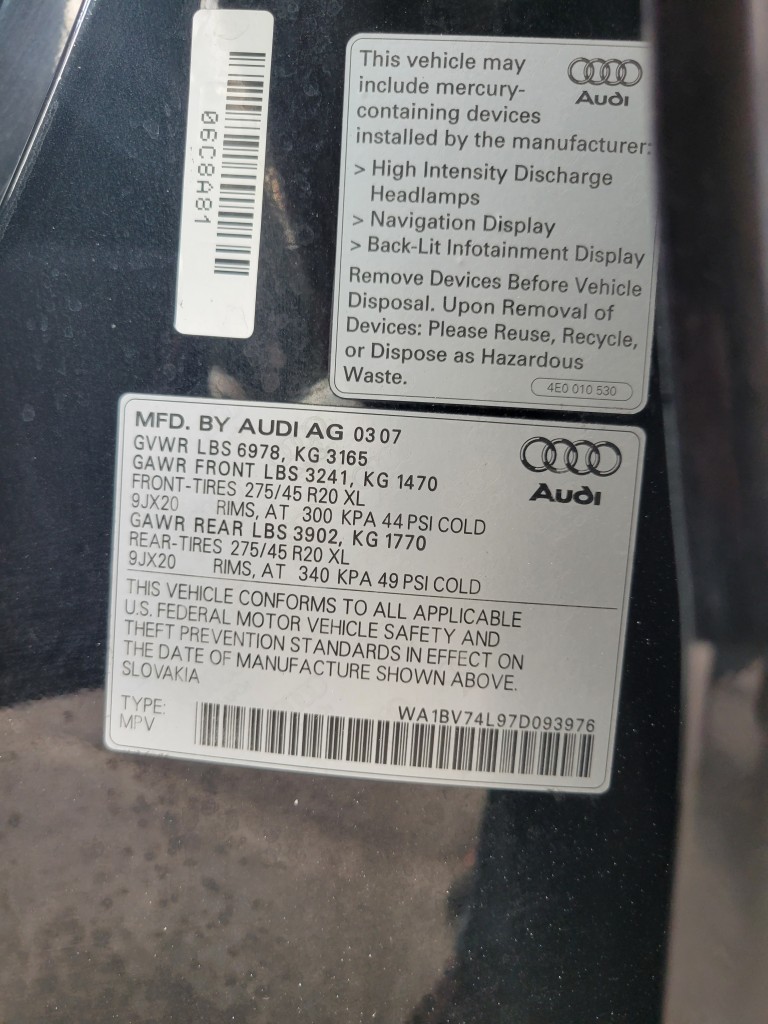 06C8A81
This vehicle may
include mercury-
containing devices
installed by the manufacturer:
> High Intensity Discharge
Headlamps
> Navigation Display
> Back-Lit Infotainment Display
Remove Devices Before Vehicle
Disposal. Upon Removal of
Devices: Please Reuse, Recycle,
or Dispose as Hazardous
Waste.
Audi
4E0 010 530
MFD. BY AUDI AG 0307
GVWR LBS 6978, KG 3165
GAWR FRONT LBS 3241, KG 1470
FRONT-TIRES 275/45 R20 XL
9JX20 RIMS, AT 300 KPA 44 PSI COLD
GAWR REAR LBS 3902, KG 1770
REAR-TIRES 275/45 R20 XL
9JX20 RIMS, AT 340 KPA 49 PSI COLD
Audi
THIS VEHICLE CONFORMS TO ALL APPLICABLE
U.S. FEDERAL MOTOR VEHICLE SAFETY AND
THEFT PREVENTION STANDARDS IN EFFECT ON
THE DATE OF MANUFACTURE SHOWN ABOVE.
SLOVAKIA
TYPE:
MPV
WA1BV74L97D093976